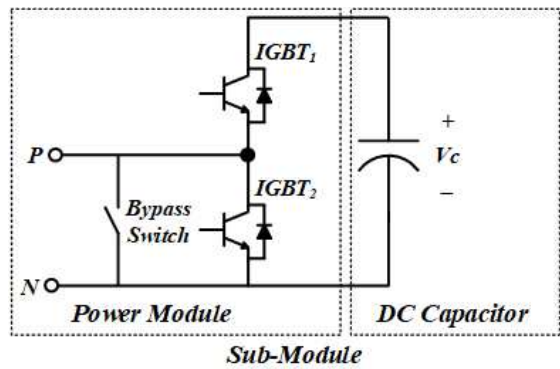 IGBT1
+
P
Vc
IGBT2
−
Bypass
Switch
N
Power Module
DC Capacitor
Sub-Module